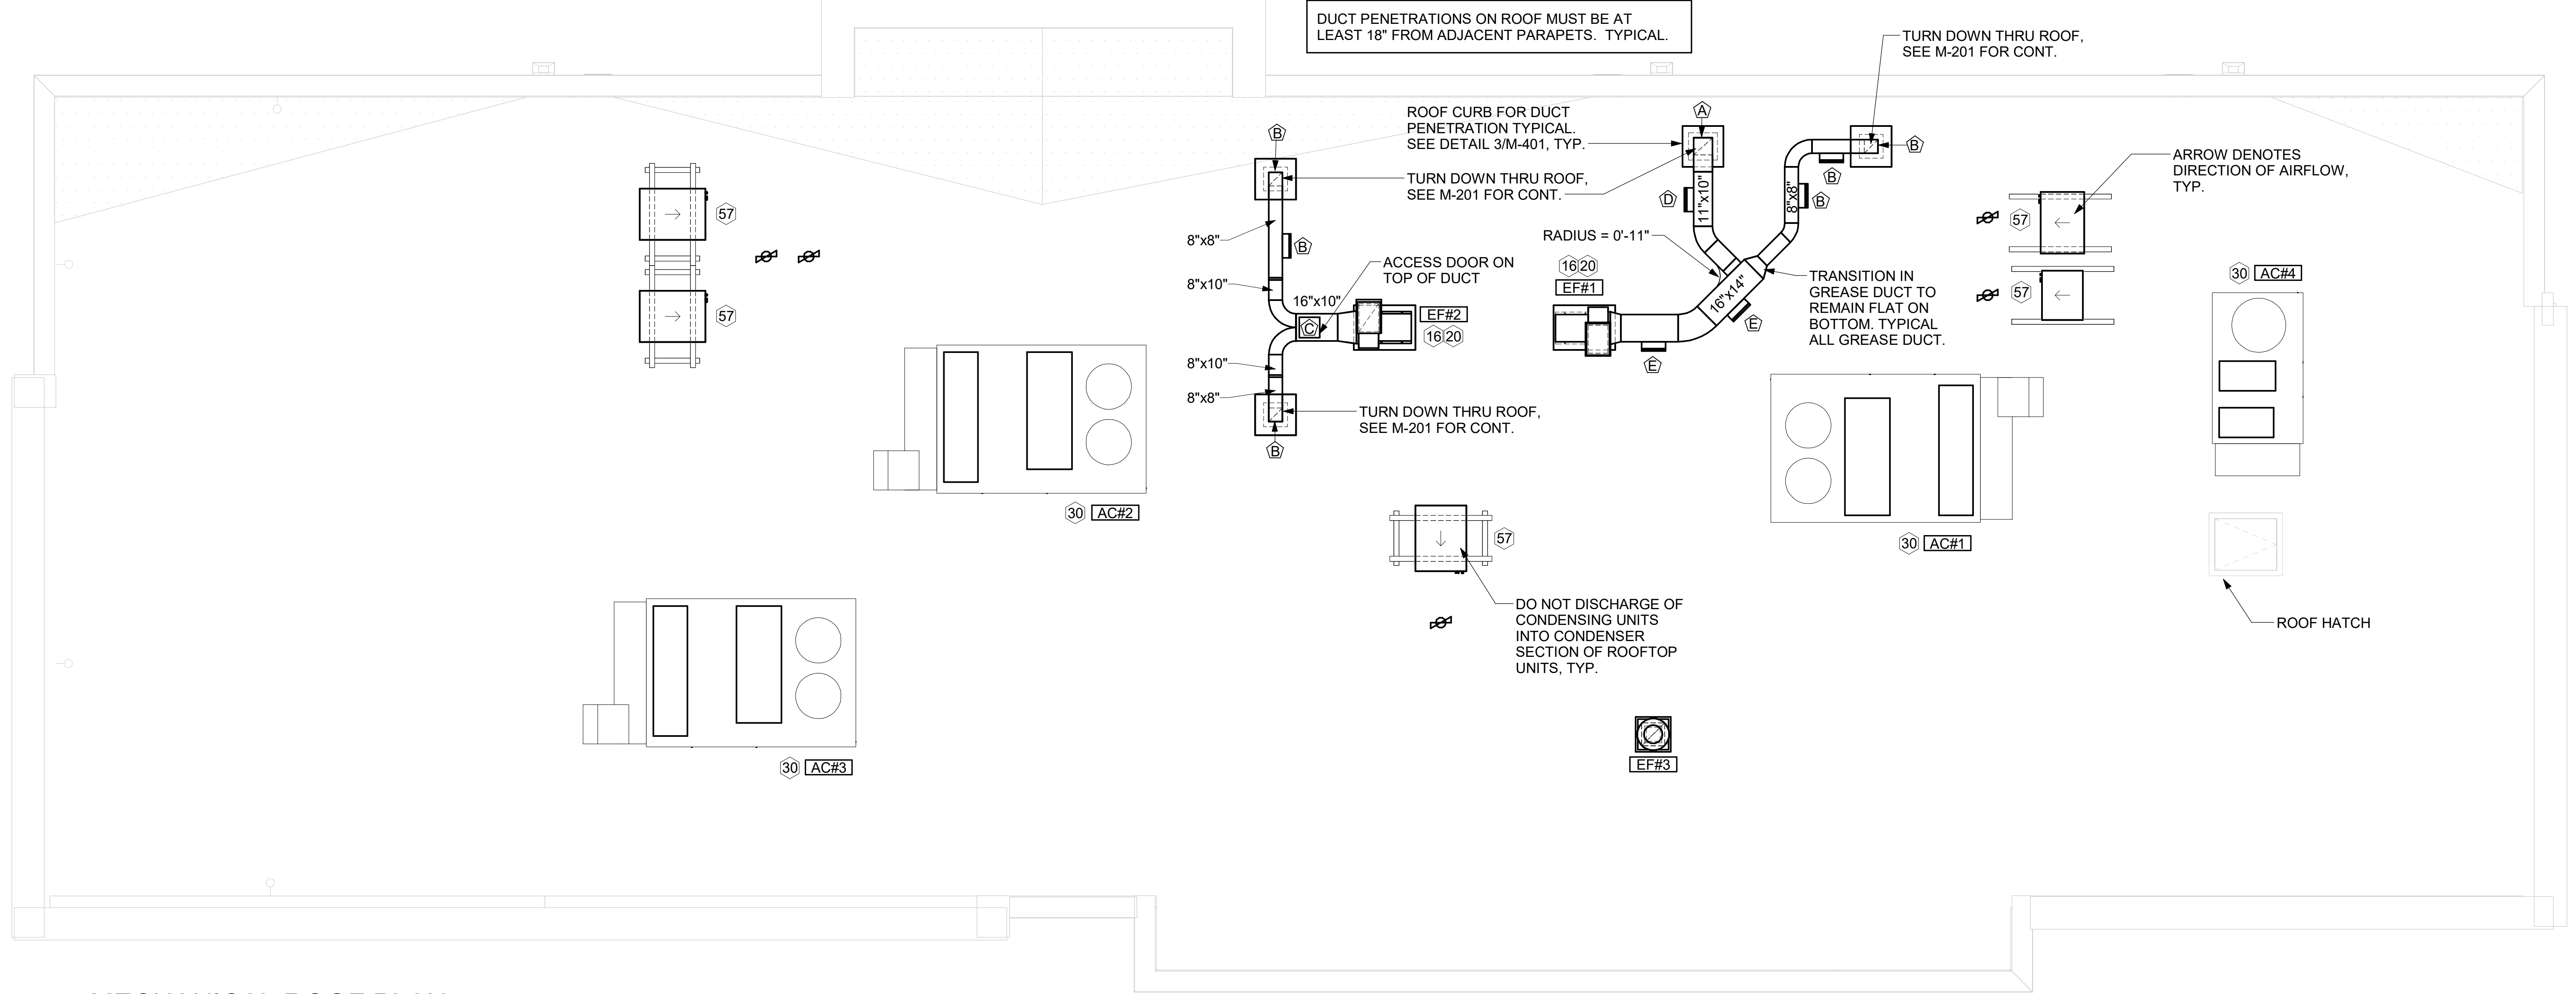 DUCT PENETRATIONS ON ROOF MUST BE AT
LEAST 18" FROM ADJACENT PARAPETS. TYPICAL.
TURN DOWN THRU ROOF,
SEE M-201 FOR CONT.
ROOF CURB FOR DUCT
PENETRATION TYPICAL.
SEE DETAIL 3/M-401, TYP.
A
B
B
B
ARROW DENOTES
DIRECTION OF AIRFLOW,
TYP.
TURN DOWN THRU ROOF,
SEE M-201 FOR CONT.
D
11"x10"
8"x8"
B
57
57
8"x8"
B
RADIUS = 0'-11"
ACCESS DOOR ON
TOP OF DUCT
16 20
EF#1
8"x10"
16"x10"
C
EF#2
16 20
16"x14"
E
E
TRANSITION IN
GREASE DUCT TO
REMAIN FLAT ON
BOTTOM. TYPICAL
ALL GREASE DUCT.
57
30 AC#4
57
8"x10"
8"x8"
TURN DOWN THRU ROOF,
SEE M-201 FOR CONT.
B
30 AC#2
57
30 AC#1
DO NOT DISCHARGE OF
CONDENSING UNITS
INTO CONDENSER
SECTION OF ROOFTOP
UNITS, TYP.
ROOF HATCH
30 AC#3
EF#3